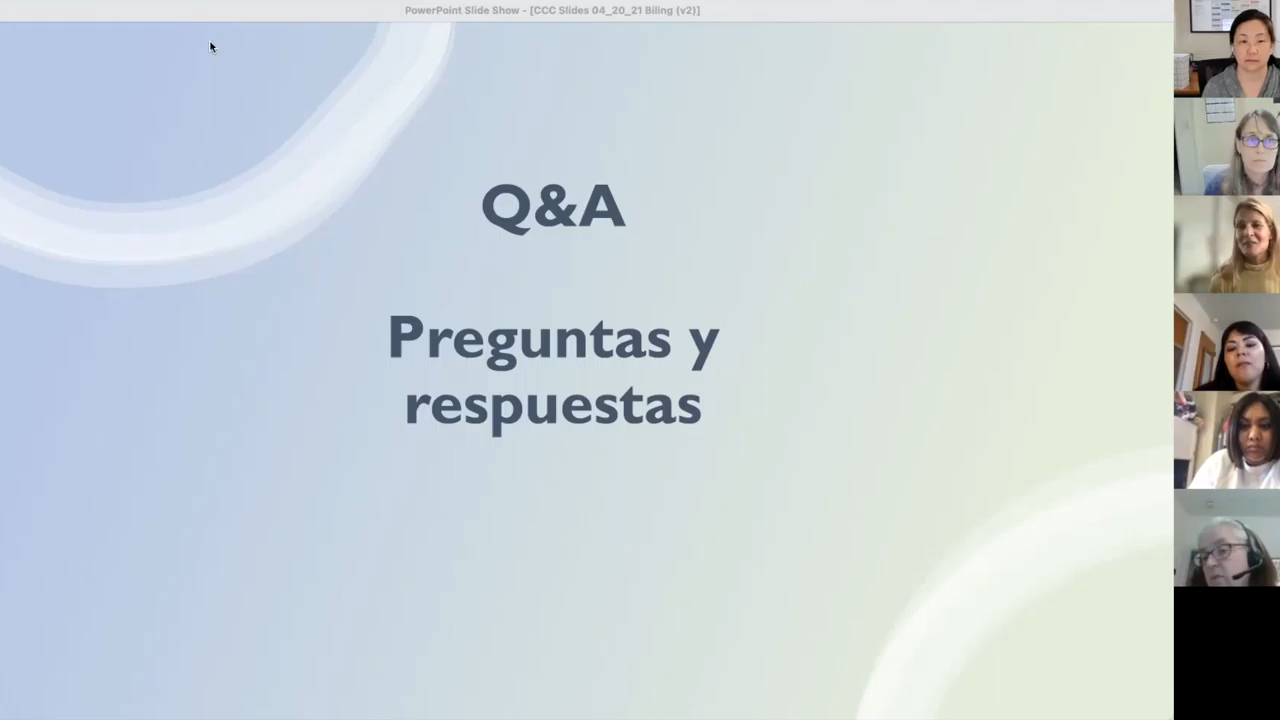 PowerPoint Slide Show - [CCC Slides 04_20_21 Biling (v2)]
Q&A
Preguntas y
respuestas